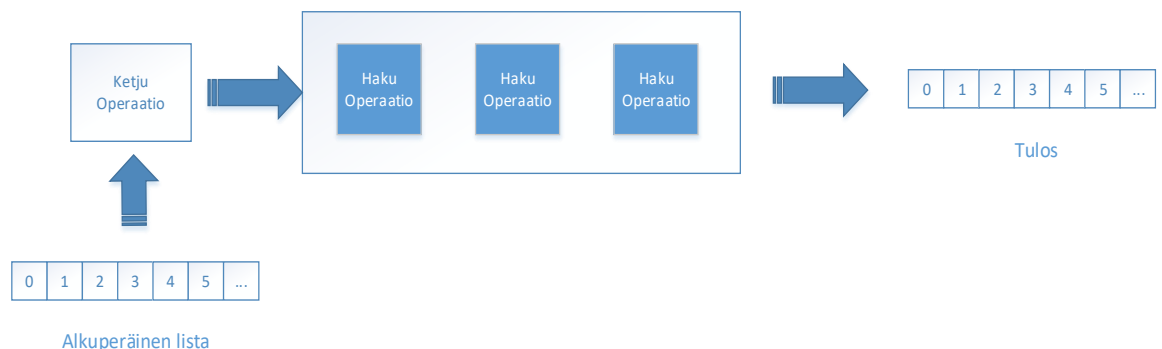 Ketju
Operaatio
Haku
Operaatio
Haku
Operaatio
Haku
Operaatio
0 1 2 3 4 5 ...
Tulos
0 1 2 3 4 5 ...
Alkuperäinen lista